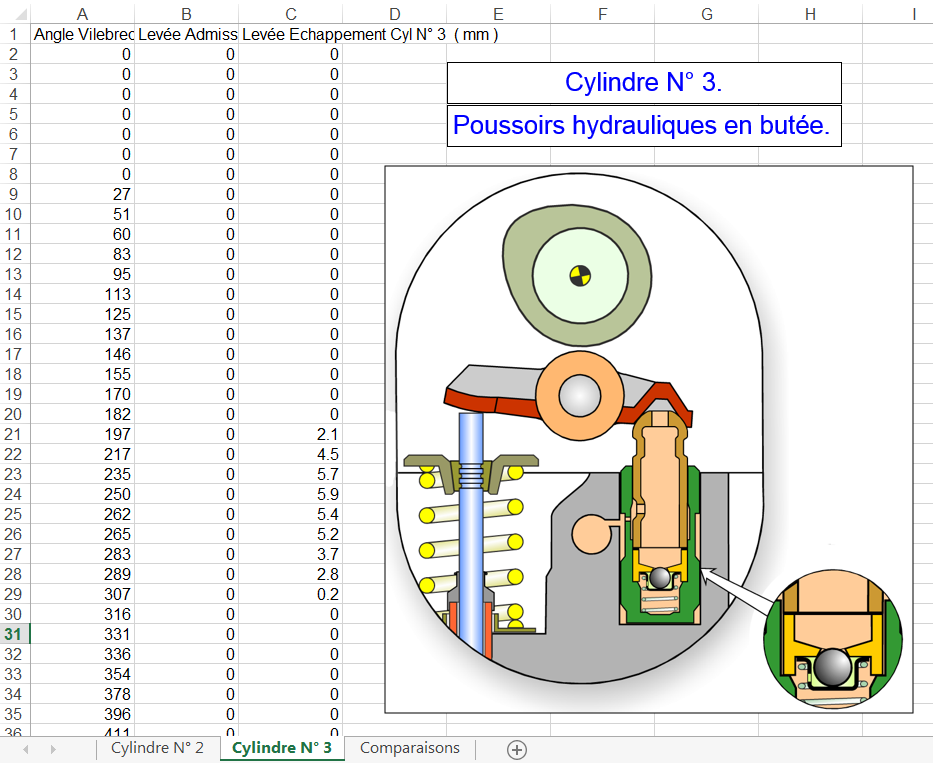 A B C D E F G H I
1 Angle Vilebrec Levée Admiss Levée Echappement Cyl N° 3 ( mm )
2 0 0 0
3 0 0 0
Cylindre N° 3.
4 0 0 0
5 0 0 0
Poussoirs hydrauliques en butée.
6 0 0 0
7 0 0 0
8 0 0 0
9 27 0 0
10 51 0 0
11 60 0 0
12 83 0 0
13 95 0 0
14 113 0 0
15 125 0 0
16 137 0 0
17 146 0 0
18 155 0 0
19 170 0 0
20 182 0 0
21 197 0 2.1
22 217 0 4.5
23 235 0 5.7
24 250 0 5.9
25 262 0 5.4
26 265 0 5.2
27 283 0 3.7
28 289 0 2.8
29 307 0 0.2
30 316 0 0
31 331 0 0
32 336 0 0
33 354 0 0
34 378 0 0
35 396 0 0
36 411 0 0
Cylindre N° 2 Cylindre N° 3 Comparaisons